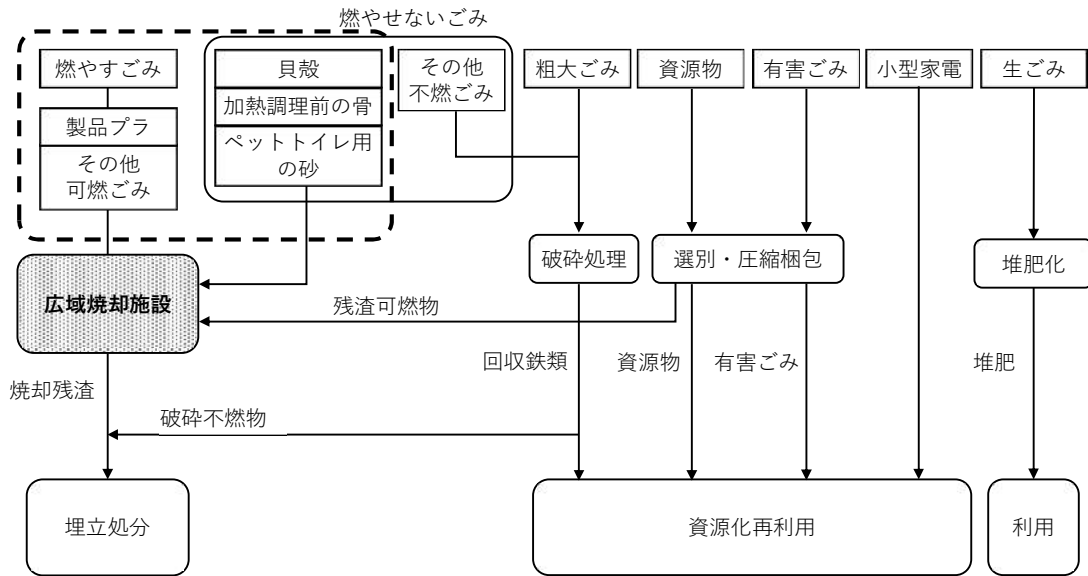 燃やせないごみ
燃やすごみ
製品プラ
その他
可燃ごみ
貝殻
加熱調理前の骨
ペットトイレ用
の砂
その他
不燃ごみ
粗大ごみ
資源物
有害ごみ
小型家電
生ごみ
破砕処理
選別・圧縮梱包
堆肥化
広域焼却施設
残渣可燃物
回収鉄類
資源物
有害ごみ
堆肥
焼却残渣
破砕不燃物
埋立処分
資源化再利用
利用